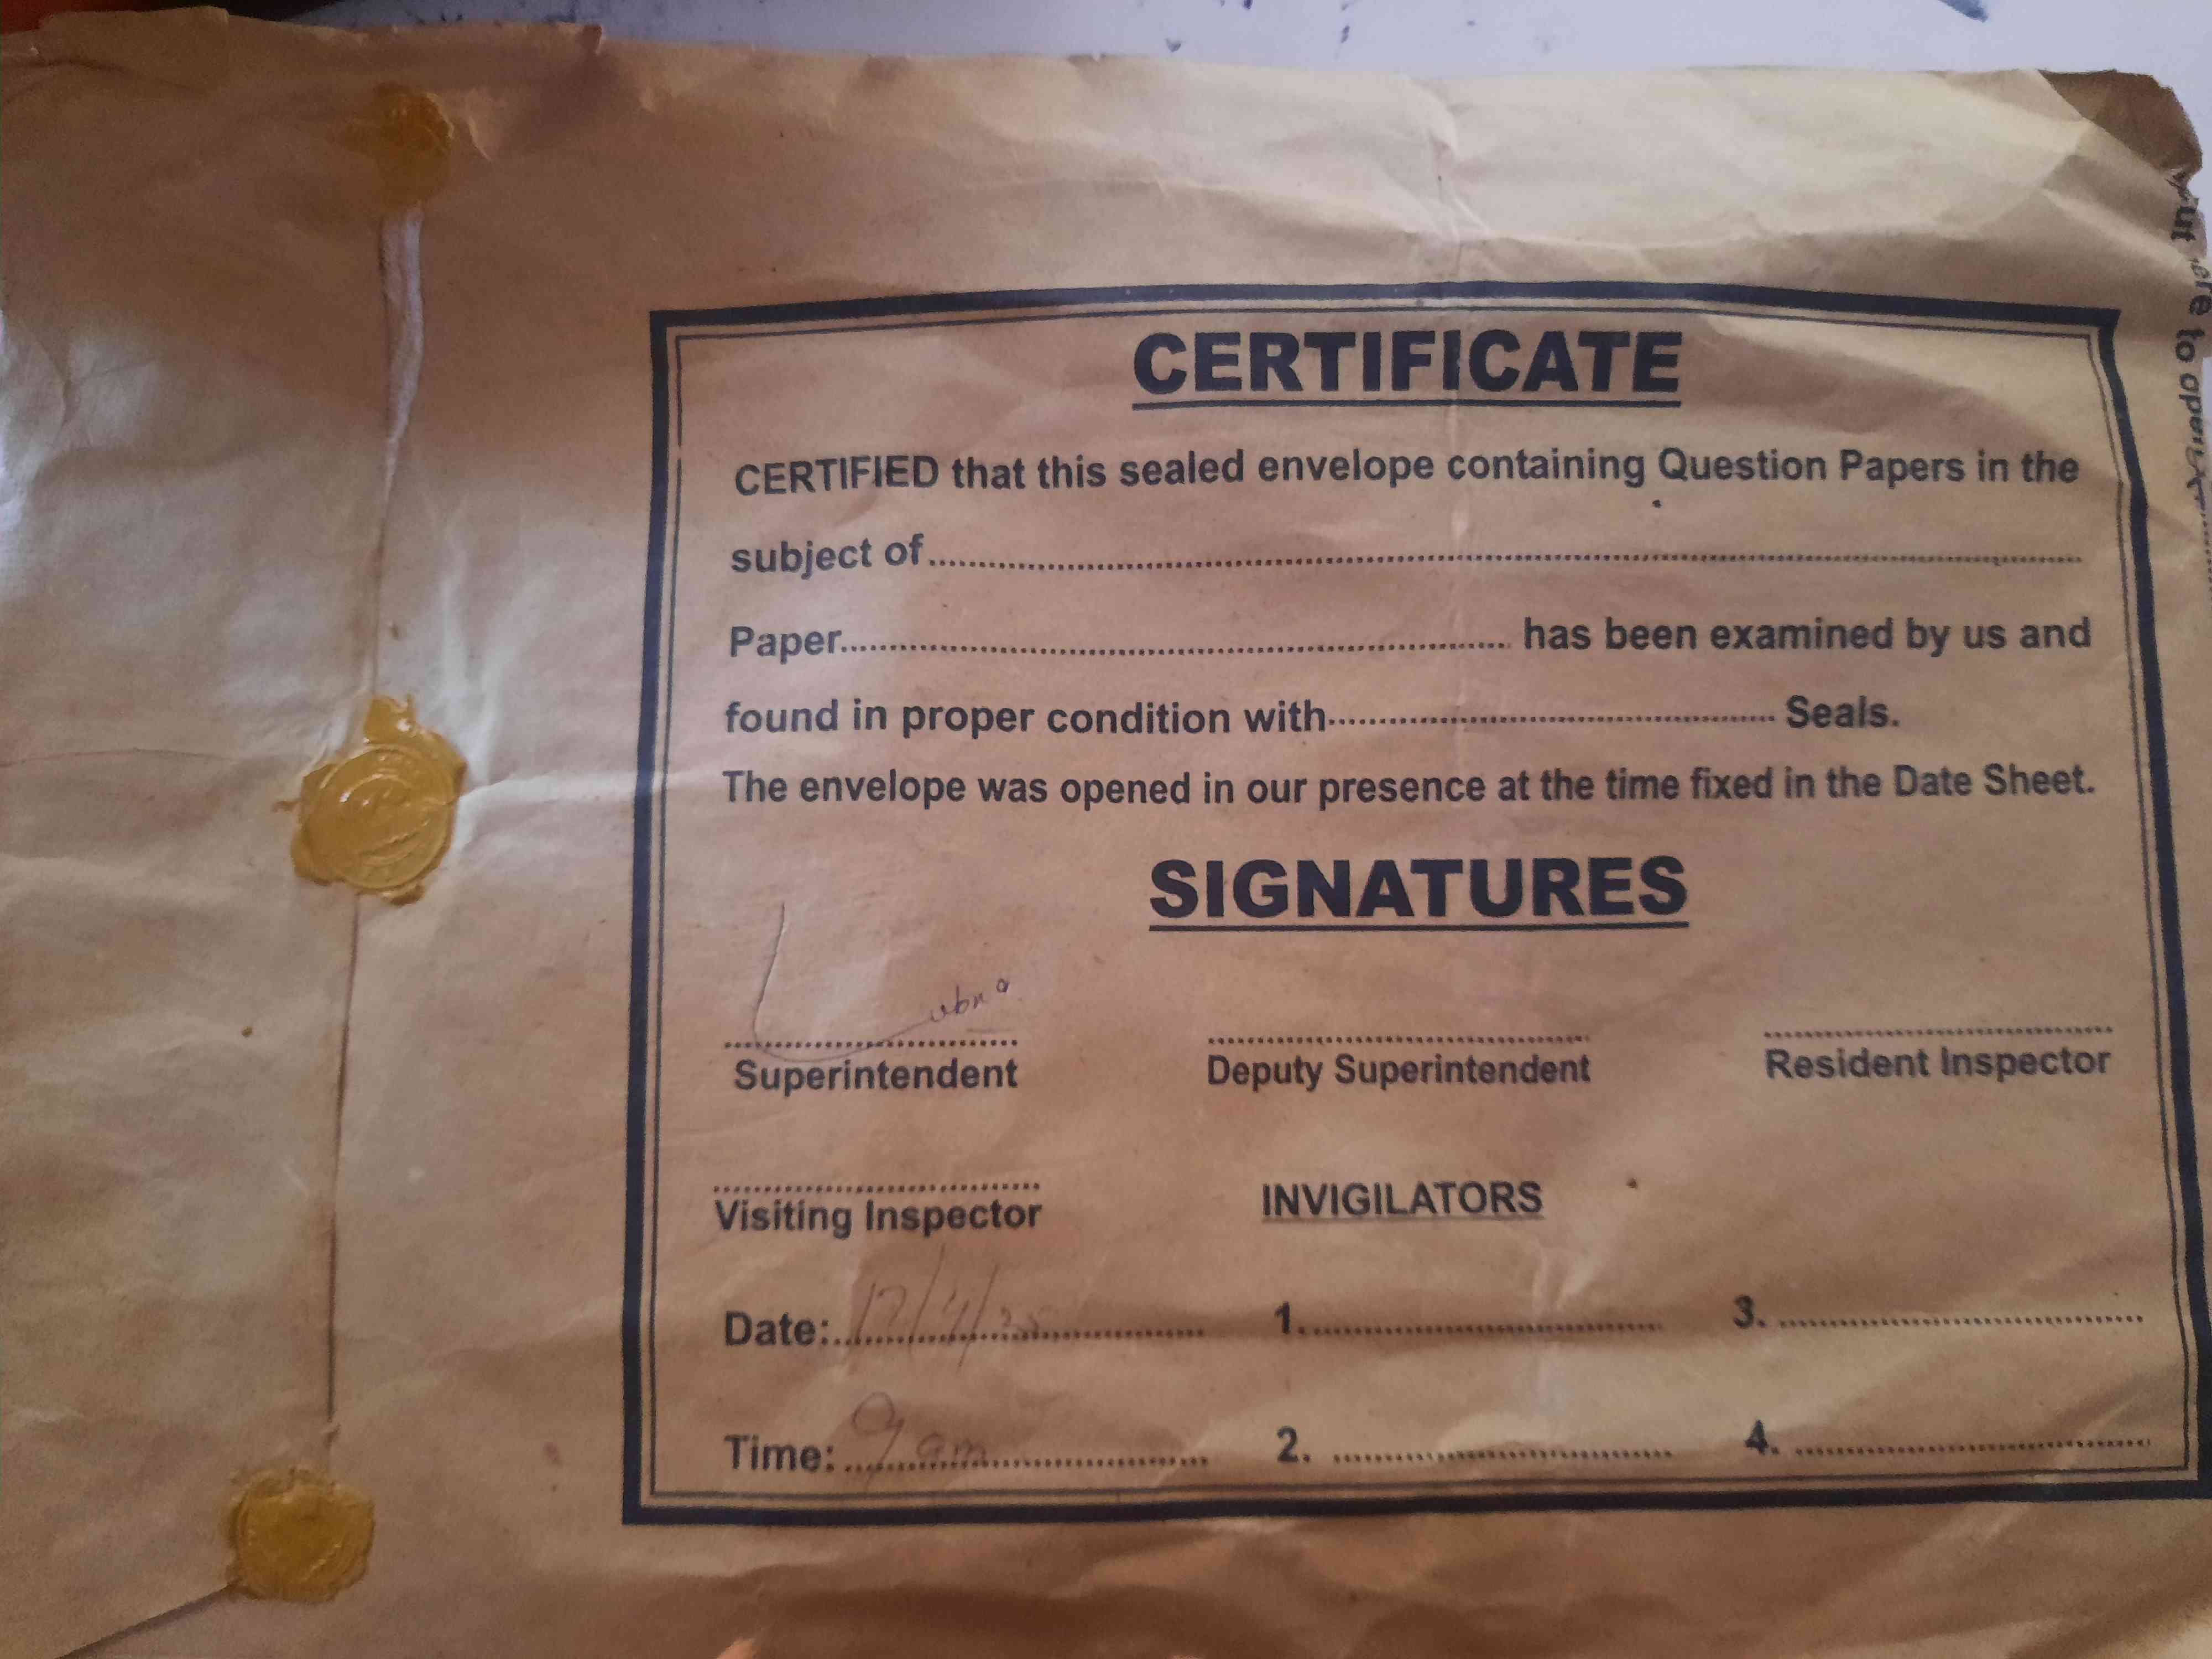 CERTIFICATE
CERTIFIED that this sealed envelope containing Question Papers in the
subject of
Paper has been examined by us and
found in proper condition with Seals.
The envelope was opened in our presence at the time fixed in the Date Sheet.
SIGNATURES
Superintendent Deputy Superintendent Resident Inspector
Visiting Inspector INVIGILATORS
Date: 1. 3.
Time: 9 am 2. 4.
to open